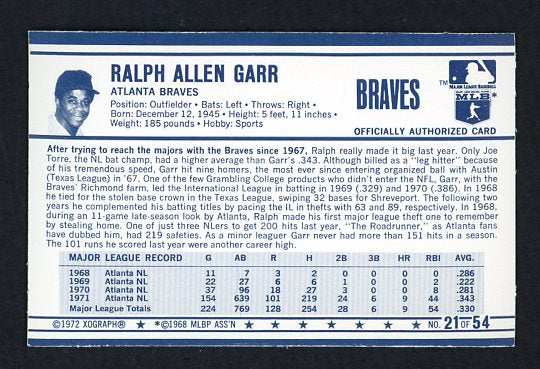 RALPH ALLEN GARR
ATLANTA BRAVES
Position: Outfielder • Bats: Left • Throws: Right •
Born: December 12, 1945 • Height: 5 feet, 11 inches •
Weight: 185 pounds • Hobby: Sports
BRAVES
TM
MAJOR LEAGUE BASEBALL
MLB*
OFFICIALLY AUTHORIZED CARD
After trying to reach the majors with the Braves since 1967, Ralph really made it big last year. Only Joe
Torre, the NL bat champ, had a higher average than Garr's .343. Although billed as a "leg hitter" because
of his tremendous speed, Garr hit nine homers, the most ever since entering organized ball with Austin
(Texas League) in '67. One of the few Grambling College products who didn't enter the NFL, Garr, with the
Braves' Richmond farm, led the International League in batting in 1969 (.329) and 1970 (.386). In 1968
he tied for the stolen base crown in the Texas League, swiping 32 bases for Shreveport. The following two
years he complemented his batting titles by pacing the IL in thefts with 63 and 89, respectively. In 1968,
during an 11-game late-season look by Atlanta, Ralph made his first major league theft one to remember
by stealing home. One of just three NLers to get 200 hits last year, "The Roadrunner," as Atlanta fans
have dubbed him, had 219 safeties. As a minor leaguer Garr never had more than 151 hits in a season.
The 101 runs he scored last year were another career high.
MAJOR LEAGUE RECORD G AB R H 2B 3B HR RBI AVG.
1968 Atlanta NL 11 7 3 2 0 0 0 0 .286
1969 Atlanta NL 22 27 6 6 1 0 0 2 .222
1970 Atlanta NL 37 96 18 27 3 0 0 8 .281
1971 Atlanta NL 154 639 101 219 24 6 9 44 .343
Major League Totals 224 769 128 254 28 6 9 54 .330
©1972 XOGRAPH® ★ *©1968 MLBP ASS'N ★ ★ ★ ★ ★ ★ ★ ★ NO. 21 OF 54